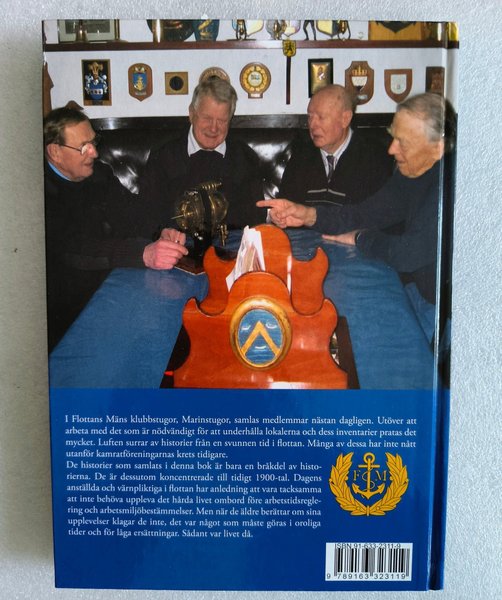 I Flottans Mäns klubbstugor, Marinstugor, samlas medlemmar nästan dagligen. Utöver att
arbeta med det som är nödvändigt för att underhålla lokalerna och dess inventarier pratas det
mycket. Luften surrar av historier från en svunnen tid i flottan. Många av dessa har inte nått
utanför kamratföreningarnas krets tidigare.
De historier som samlats i denna bok är bara en bråkdel av histo-
rierna. De är dessutom koncentrerade till tidigt 1900-tal. Dagens
anställda och värnpliktiga i flottan har anledning att vara tacksamma
att inte behöva uppleva det hårda livet ombord före arbetstidsregle-
ring och arbetsmiljöbestämmelser. Men när de äldre berättar om sina
upplevelser klagar de inte, det var något som måste göras i oroliga
tider och för låga ersättningar. Sådant var livet då.
F M
ISBN 91-633-2311-9
9 789163 323119